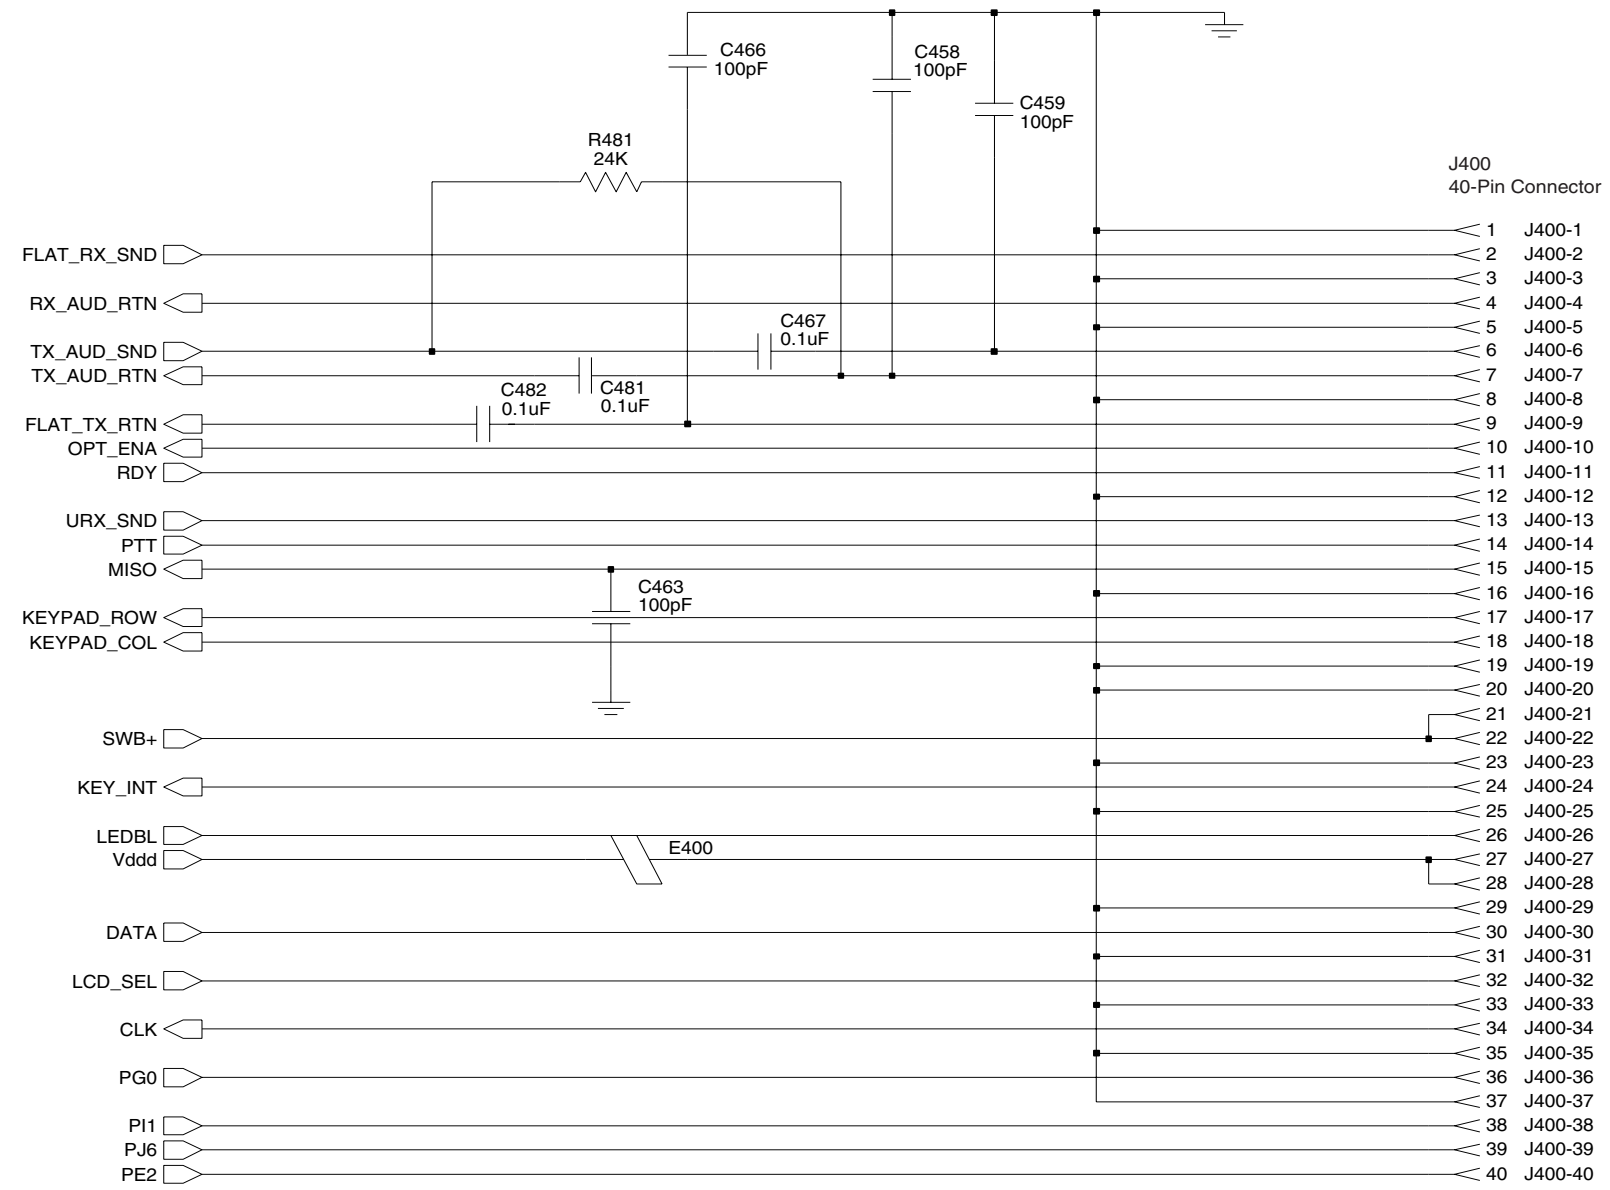 C466
100pF
C458
100pF
C459
100pF
R481
24K
J400
40-Pin Connector
1 J400-1
FLAT_RX_SND 2 J400-2
3 J400-3
RX_AUD_RTN 4 J400-4
C467
0.1uF
5 J400-5
TX_AUD_SND 6 J400-6
TX_AUD_RTN 7 J400-7
C482
0.1uF
C481
0.1uF
8 J400-8
FLAT_TX_RTN 9 J400-9
OPT_ENA 10 J400-10
RDY 11 J400-11
12 J400-12
URX_SND 13 J400-13
PTT 14 J400-14
MISO 15 J400-15
C463
100pF
16 J400-16
KEYPAD_ROW 17 J400-17
KEYPAD_COL 18 J400-18
19 J400-19
20 J400-20
21 J400-21
SWB+ 22 J400-22
23 J400-23
KEY_INT 24 J400-24
25 J400-25
LEDBL 26 J400-26
E400
Vddd 27 J400-27
28 J400-28
29 J400-29
DATA 30 J400-30
31 J400-31
LCD_SEL 32 J400-32
33 J400-33
CLK 34 J400-34
35 J400-35
PG0 36 J400-36
37 J400-37
PI1 38 J400-38
PJ6 39 J400-39
PE2 40 J400-40